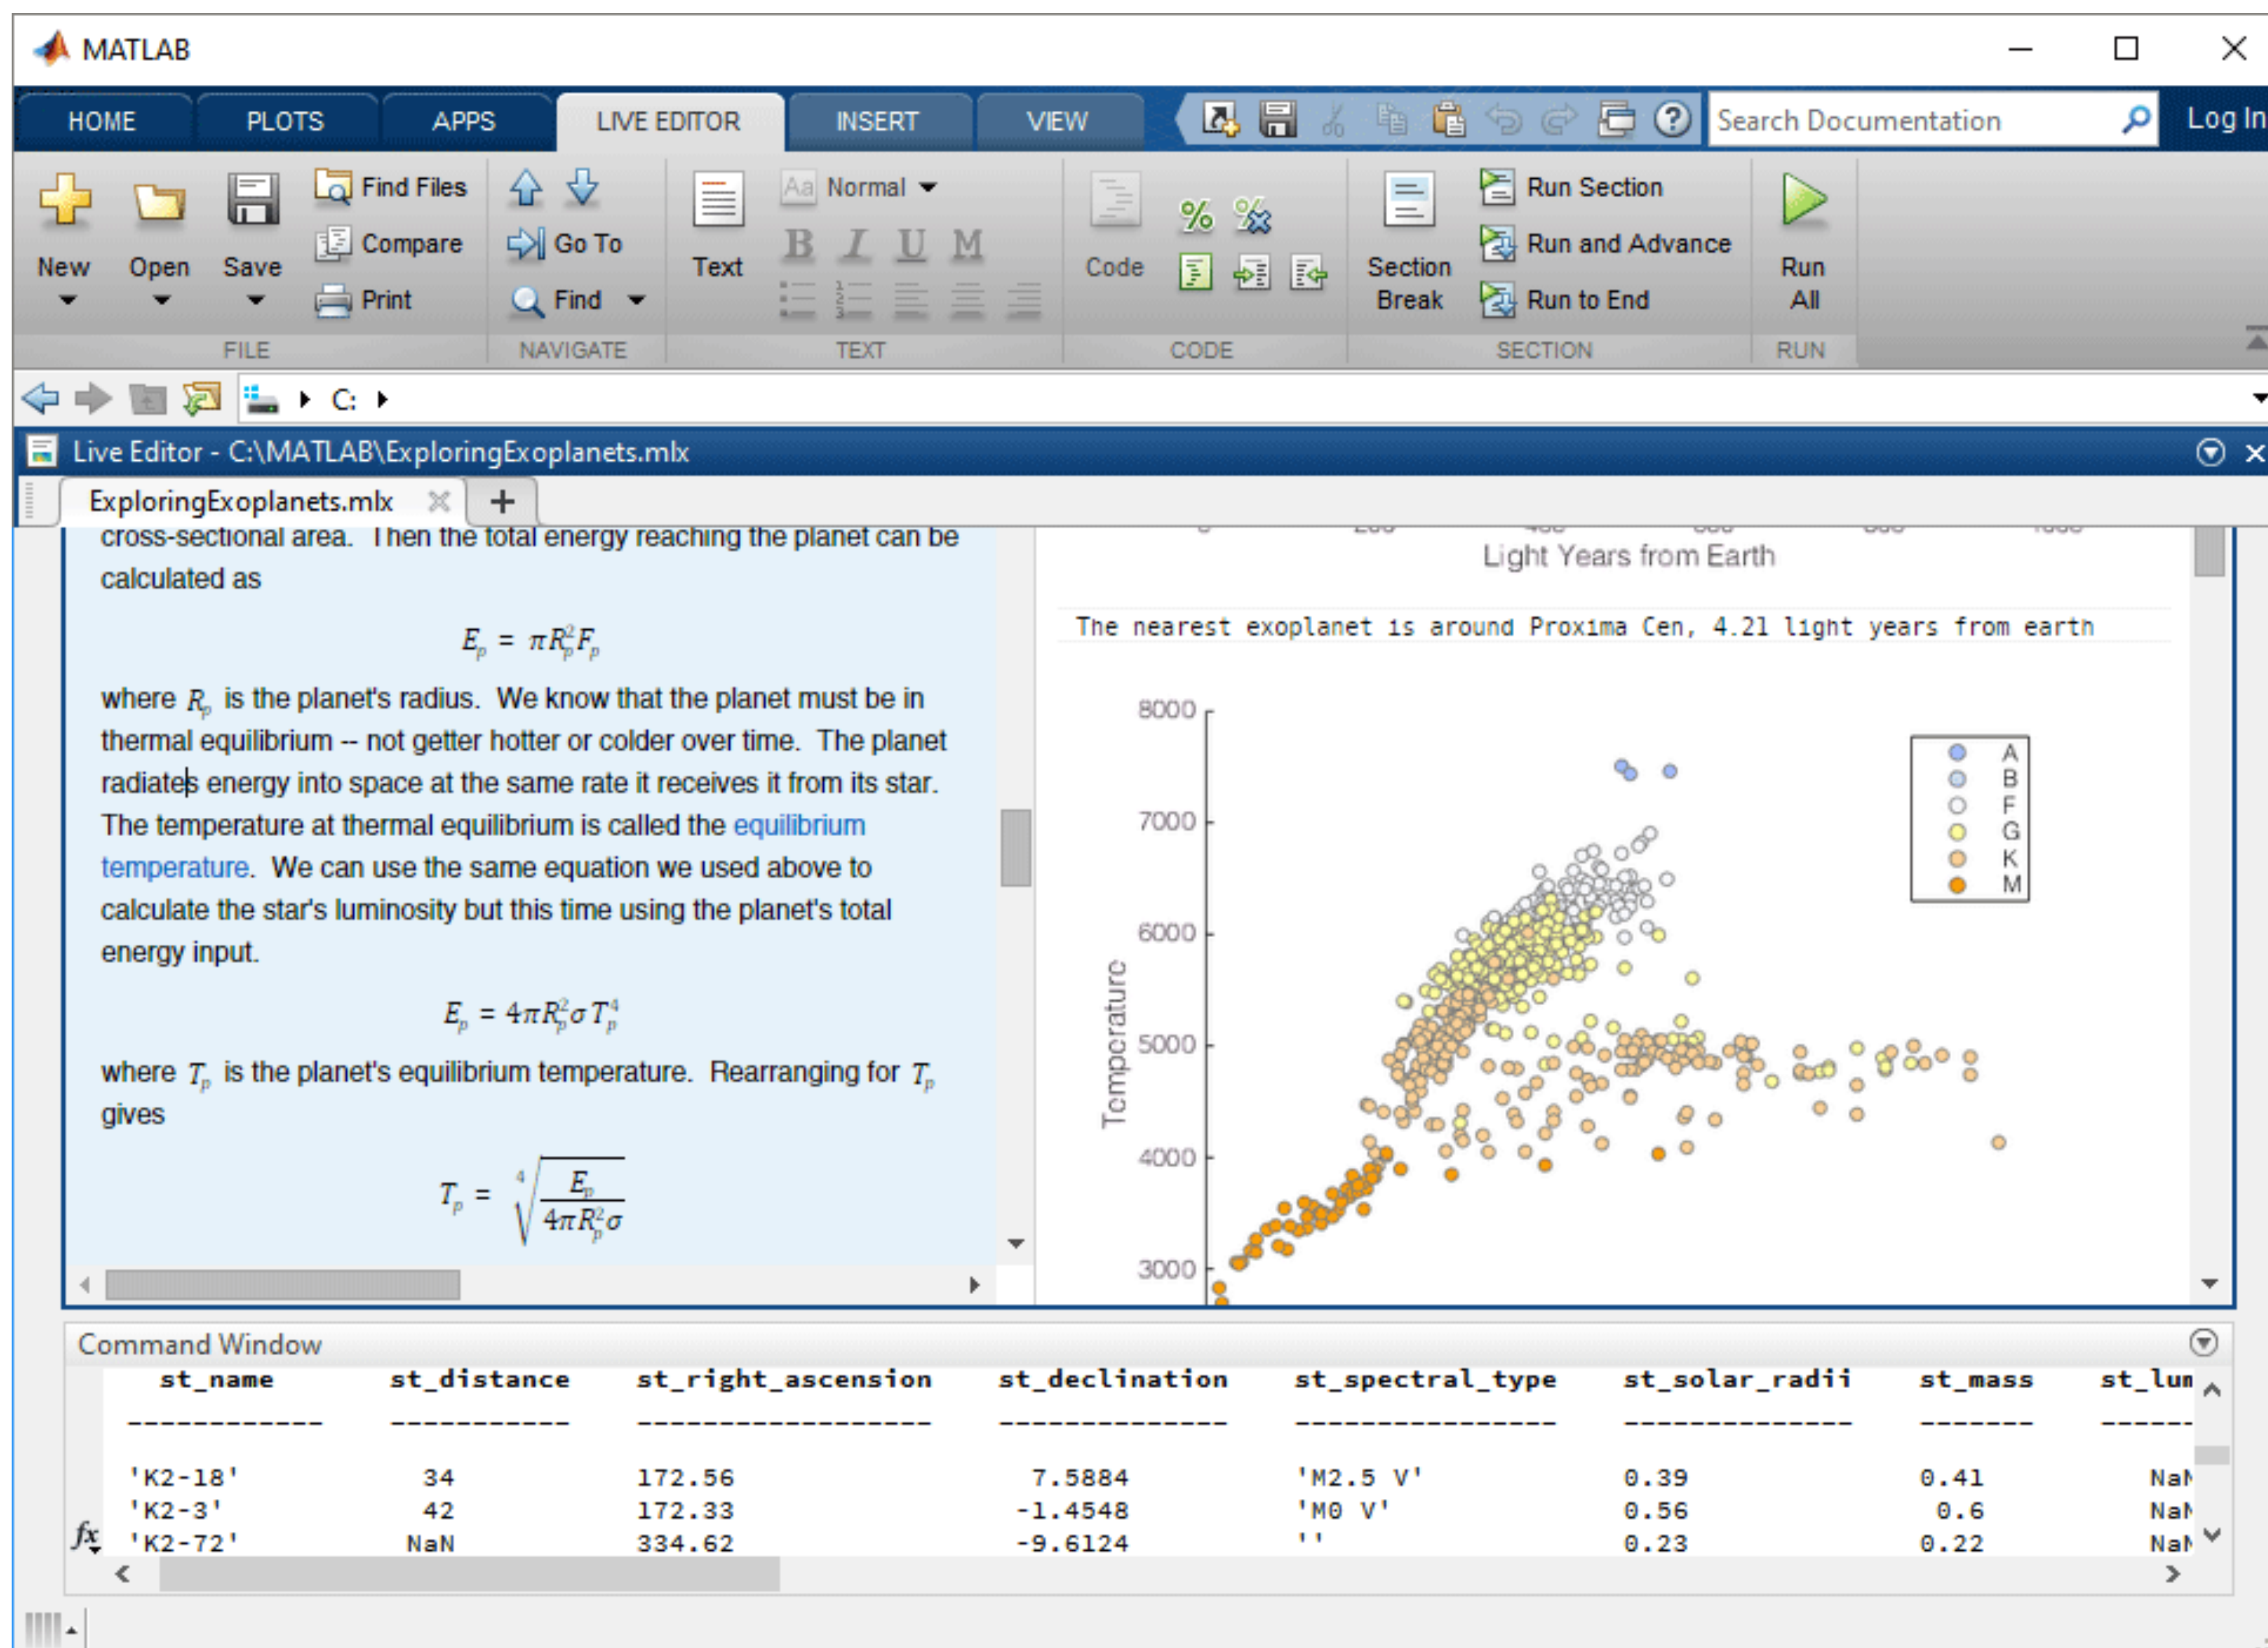 MATLAB
HOME PLOTS APPS LIVE EDITOR INSERT VIEW Search Documentation Log In
New Open Save
Find Files
Compare
Print
FILE
Go To
Find
NAVIGATE
Text
Aa Normal
B I U M
TEXT
Code
CODE
Section
Break
Run Section
Run and Advance
Run to End
SECTION
Run
All
RUN
C:
Live Editor - C:\MATLAB\ExploringExoplanets.mlx
ExploringExoplanets.mlx
cross-sectional area. Then the total energy reaching the planet can be
calculated as
E_p = πR_p^2F_p
where R_p is the planet's radius. We know that the planet must be in
thermal equilibrium -- not getter hotter or colder over time. The planet
radiates energy into space at the same rate it receives it from its star.
The temperature at thermal equilibrium is called the equilibrium
temperature. We can use the same equation we used above to
calculate the star's luminosity but this time using the planet's total
energy input.
E_p = 4πR_p^2σT_p^4
where T_p is the planet's equilibrium temperature. Rearranging for T_p
gives
T_p = ∜(E_p / 4πR_p^2σ)
Light Years from Earth
The nearest exoplanet is around Proxima Cen, 4.21 light years from earth
8000
7000
6000
5000
4000
3000
Temperature
A
B
F
G
K
M
Command Window
st_name st_distance st_right_ascension st_declination st_spectral_type st_solar_radii st_mass st_lum
------------ ----------- ------------------ -------------- ---------------- -------------- ------- ------
'K2-18' 34 172.56 7.5884 'M2.5 V' 0.39 0.41 NaN
'K2-3' 42 172.33 -1.4548 'M0 V' 0.56 0.6 NaN
'K2-72' NaN 334.62 -9.6124 '' 0.23 0.22 NaN
fx